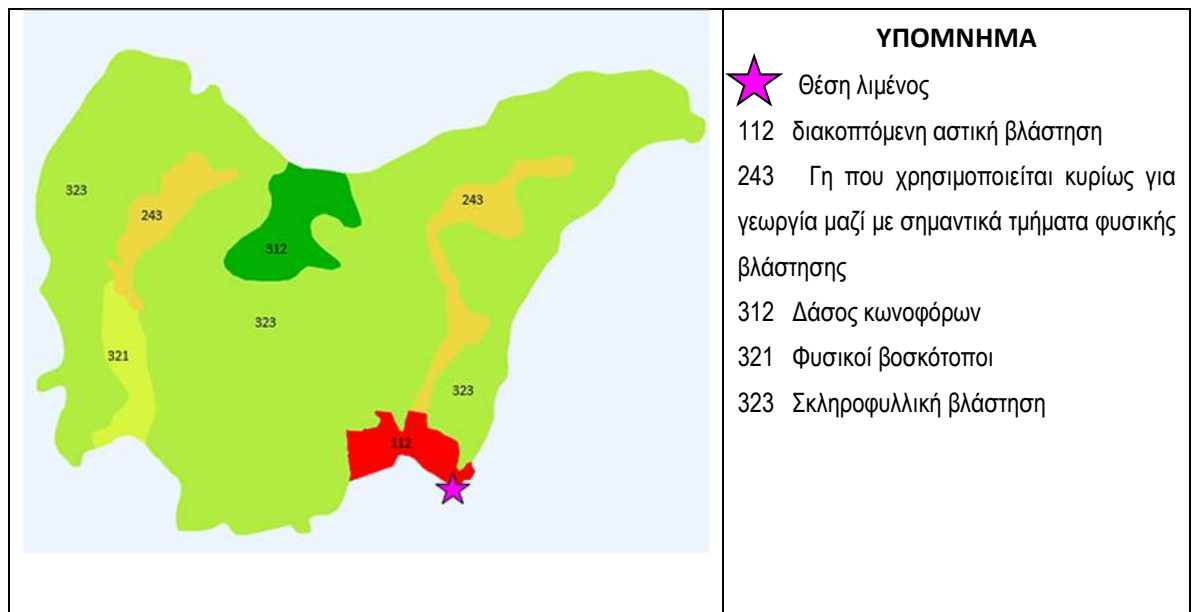 323
243
312
323
321
243
323
112
ΥΠΟΜΝΗΜΑ
Θέση λιμένος
112 διακοπτόμενη αστική βλάστηση
243 Γη που χρησιμοποιείται κυρίως για
γεωργία μαζί με σημαντικά τμήματα φυσικής
βλάστησης
312 Δάσος κωνοφόρων
321 Φυσικοί βοσκότοποι
323 Σκληροφυλλική βλάστηση